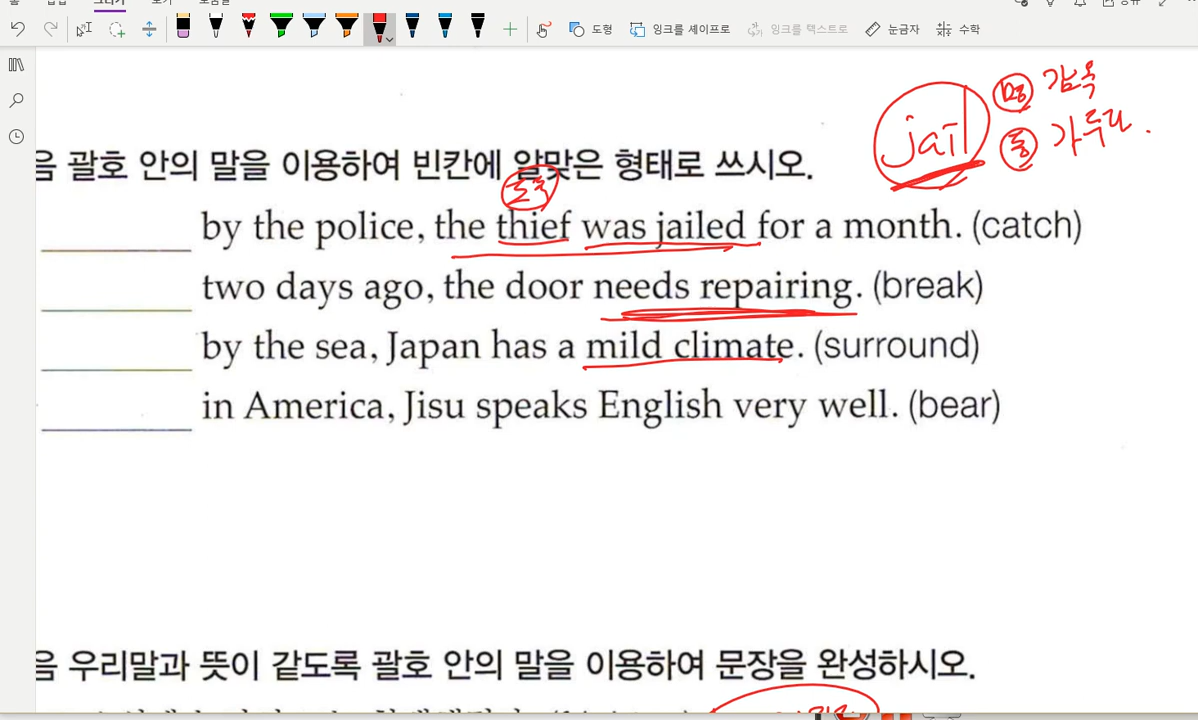 도형 잉크를 셰이프로 잉크를 텍스트로 눈금자 수학
jail 명 감옥
동 가두다.
음 괄호 안의 말을 이용하여 빈칸에 알맞은 형태로 쓰시오.
도둑
by the police, the thief was jailed for a month. (catch)
two days ago, the door needs repairing. (break)
by the sea, Japan has a mild climate. (surround)
in America, Jisu speaks English very well. (bear)
음 우리말과 뜻이 같도록 괄호 안의 말을 이용하여 문장을 완성하시오.